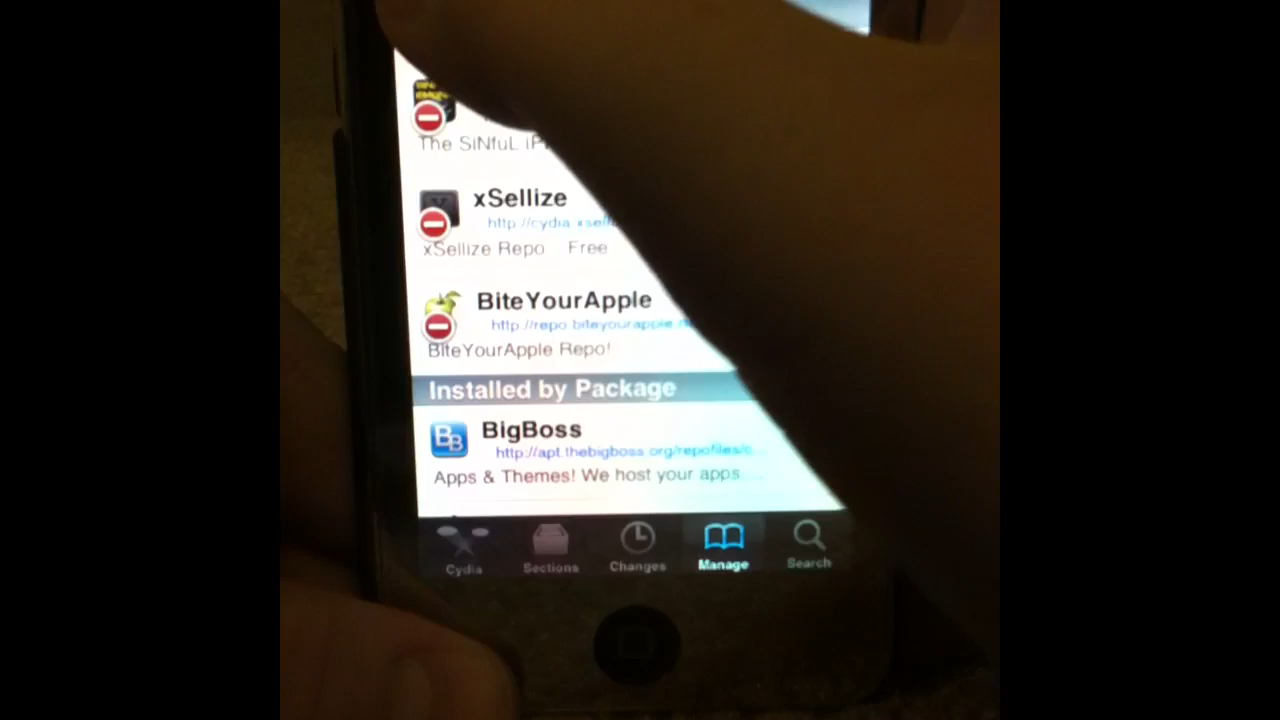 The SiNfuL iP
xSellize
http://cydia.xsell
xSellize Repo Free
BiteYourApple
http://repo.biteyourapple.n
BiteYourApple Repo!
Installed by Package
BigBoss
BB
http://apt.thebigboss.org/repofiles/c...
Apps & Themes! We host your apps ...
Cydia
Sections
Changes
Manage
Search